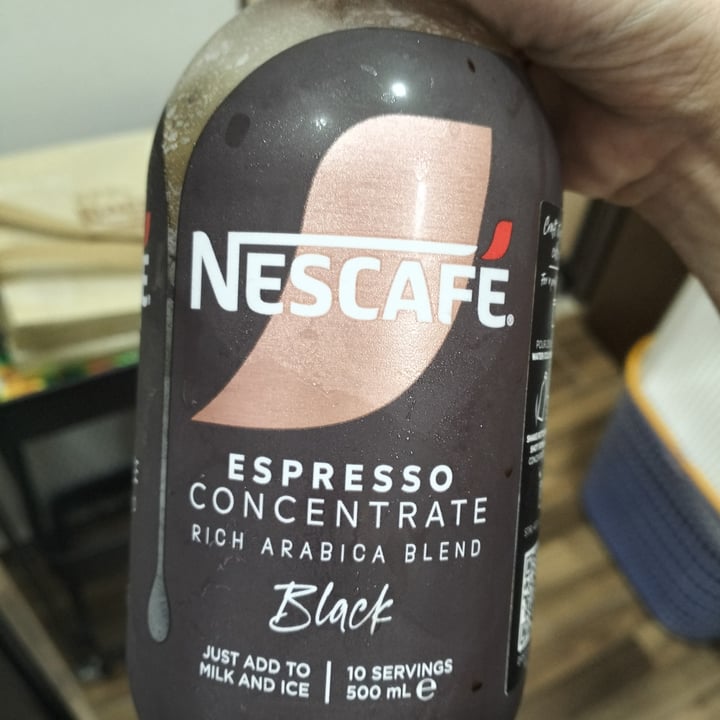 NESCAFÉ®
ESPRESSO
CONCENTRATE
RICH ARABICA BLEND
Black
JUST ADD TO
MILK AND ICE
10 SERVINGS
500 mL e